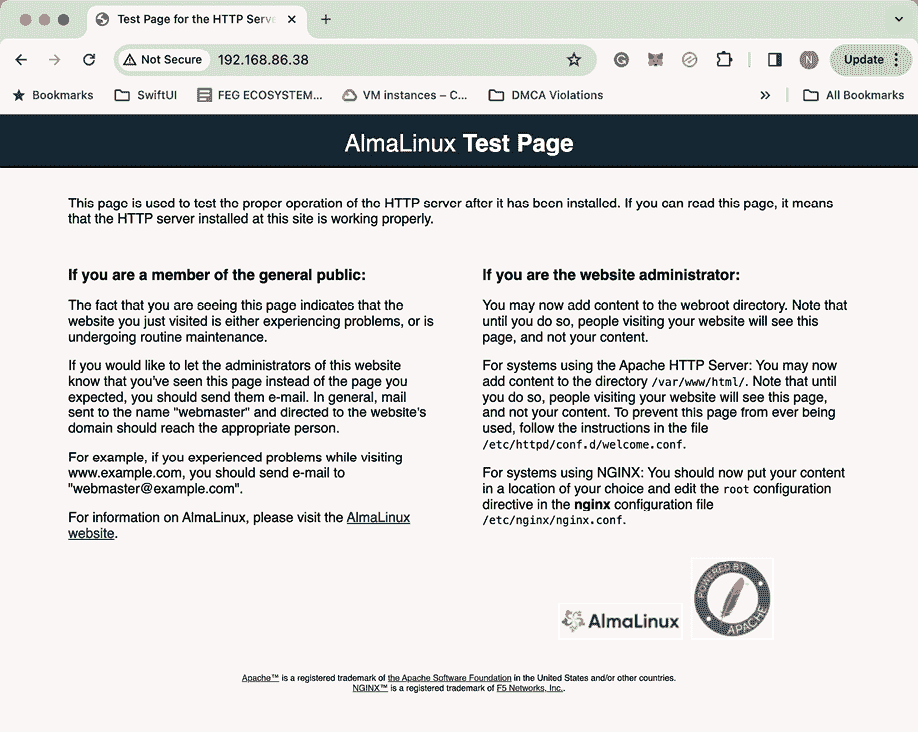 Test Page for the HTTP Serve
Not Secure 192.168.86.38
N
Update
Bookmarks SwiftUI FEG ECOSYSTEM... VM instances – C... DMCA Violations » All Bookmarks
AlmaLinux Test Page
This page is used to test the proper operation of the HTTP server after it has been installed. If you can read this page, it means
that the HTTP server installed at this site is working properly.
If you are a member of the general public:
The fact that you are seeing this page indicates that the
website you just visited is either experiencing problems, or is
undergoing routine maintenance.
If you would like to let the administrators of this website
know that you've seen this page instead of the page you
expected, you should send them e-mail. In general, mail
sent to the name "webmaster" and directed to the website's
domain should reach the appropriate person.
For example, if you experienced problems while visiting
www.example.com, you should send e-mail to
"webmaster@example.com".
For information on AlmaLinux, please visit the AlmaLinux
website.
If you are the website administrator:
You may now add content to the webroot directory. Note that
until you do so, people visiting your website will see this
page, and not your content.
For systems using the Apache HTTP Server: You may now
add content to the directory /var/www/html/. Note that until
you do so, people visiting your website will see this page,
and not your content. To prevent this page from ever being
used, follow the instructions in the file
/etc/httpd/conf.d/welcome.conf.
For systems using NGINX: You should now put your content
in a location of your choice and edit the root configuration
directive in the nginx configuration file
/etc/nginx/nginx.conf.
AlmaLinux
POWERED BY
APACHE
Apache™ is a registered trademark of the Apache Software Foundation in the United States and/or other countries.
NGINX™ is a registered trademark of F5 Networks, Inc..